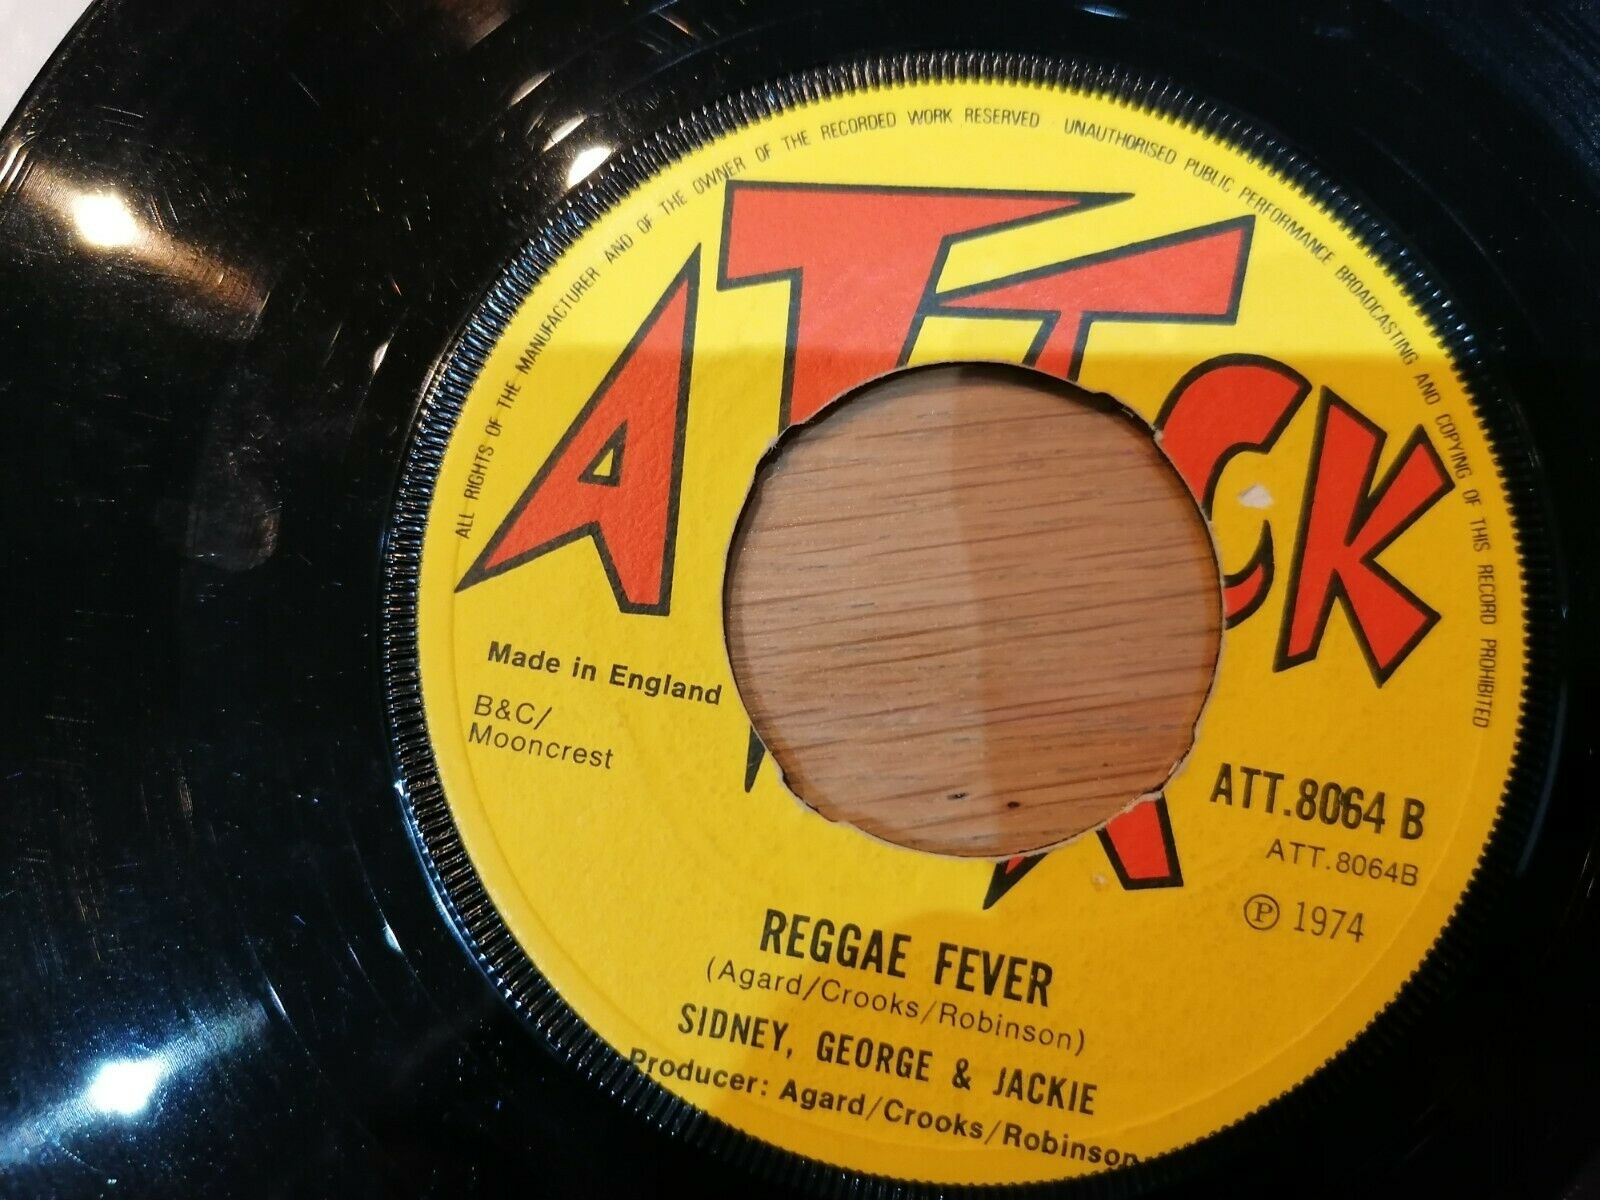 ALL RIGHTS OF THE MANUFACTURER AND OF THE OWNER OF THE RECORDED WORK RESERVED · UNAUTHORISED PUBLIC PERFORMANCE BROADCASTING AND COPYING OF THIS RECORD PROHIBITED
ATTACK
Made in England
B&C/
Mooncrest
ATT.8064 B
ATT.8064B
℗ 1974
REGGAE FEVER
(Agard/Crooks/Robinson)
SIDNEY, GEORGE & JACKIE
Producer: Agard/Crooks/Robinson